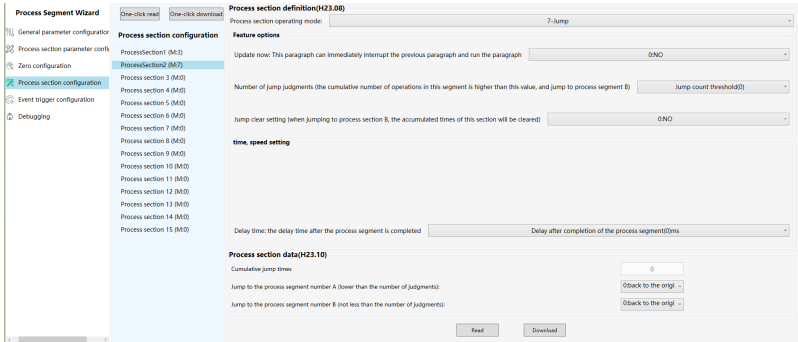 Process Segment Wizard
General parameter configuration
Process section parameter confi
Zero configuration
Process section configuration
Event trigger configuration
Debugging
One-click read
One-click download
Process section configuration
ProcessSection1 (M:3)
ProcessSection2 (M:7)
Process section 3 (M:0)
Process section 4 (M:0)
Process section 5 (M:0)
Process section 6 (M:0)
Process section 7 (M:0)
Process section 8 (M:0)
Process section 9 (M:0)
Process section 10 (M:0)
Process section 11 (M:0)
Process section 12 (M:0)
Process section 13 (M:0)
Process section 14 (M:0)
Process section 15 (M:0)
Process section definition(H23.08)
Process section operating mode:
7-Jump
Feature options
Update now: This paragraph can immediately interrupt the previous paragraph and run the paragraph
0:NO
Number of jump judgments (the cumulative number of operations in this segment is higher than this value, and jump to process segment B)
Jump count threshold(0)
Jump clear setting (when jumping to process section B, the accumulated times of this section will be cleared)
0:NO
time, speed setting
Delay time: the delay time after the process segment is completed
Delay after completion of the process segment(0)ms
Process section data(H23.10)
Cumulative jump times
0
Jump to the process segment number A (lower than the number of judgments):
0:back to the origi
Jump to the process segment number B (not less than the number of judgments):
0:back to the origi
Read
Download